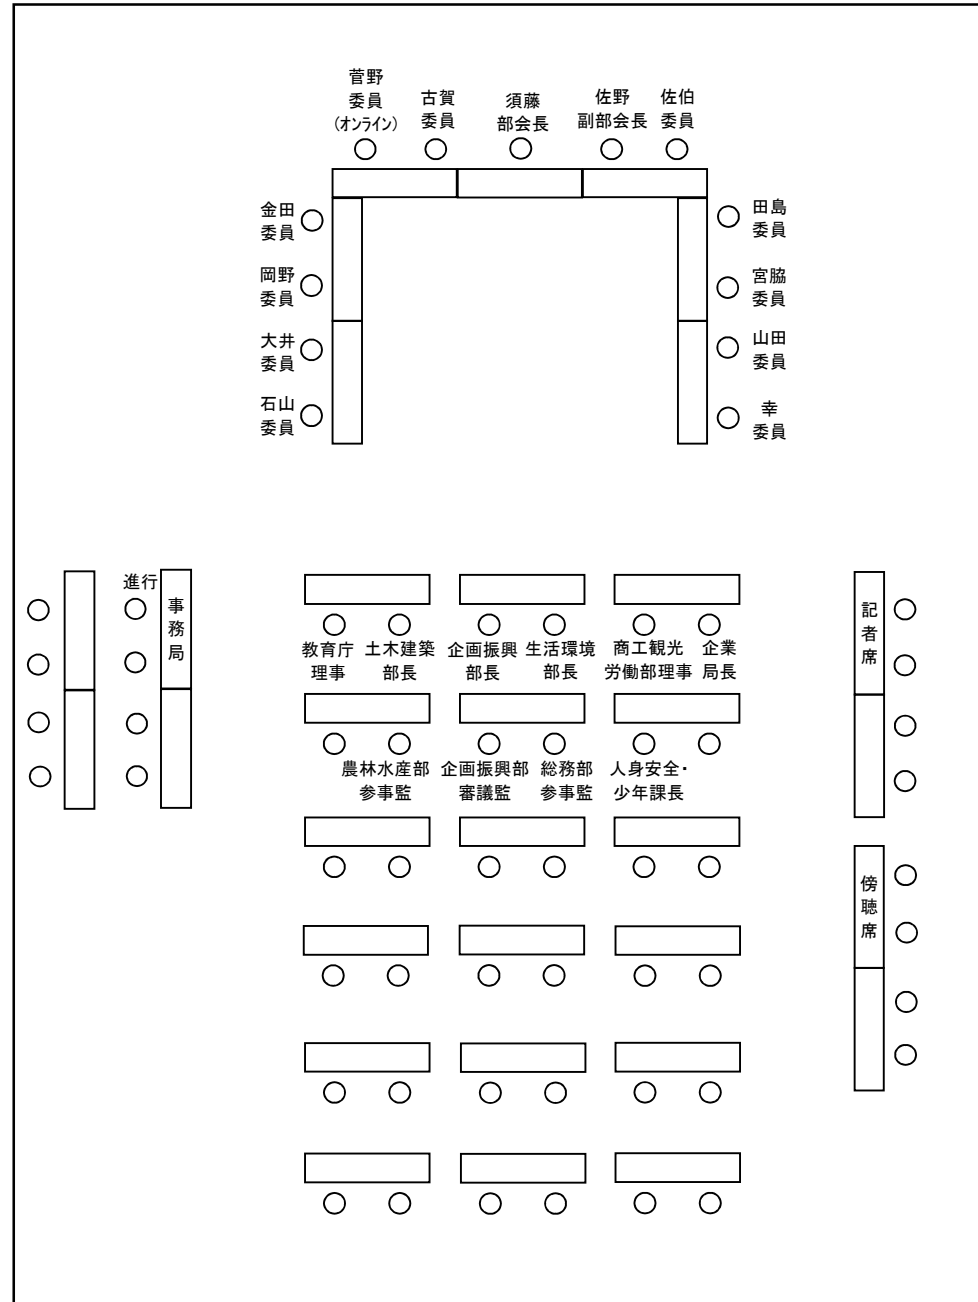 菅野
委員
(オンライン)
古賀
委員
須藤
部会長
佐野
副部会長
佐伯
委員
金田
委員
岡野
委員
大井
委員
石山
委員
田島
委員
宮脇
委員
山田
委員
幸
委員
進行
事務局
教育庁
理事
土木建築
部長
企画振興
部長
生活環境
部長
商工観光
労働部理事
企業
局長
農林水産部
参事監
企画振興部
審議監
総務部
参事監
人身安全・
少年課長
記者席
傍聴席